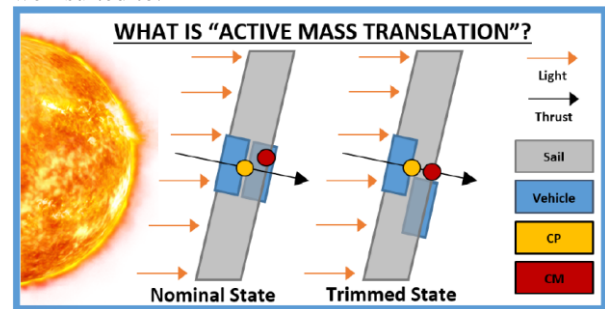 WHAT IS “ACTIVE MASS TRANSLATION”?
Light
Thrust
Sail
Vehicle
CP
CM
Nominal State
Trimmed State